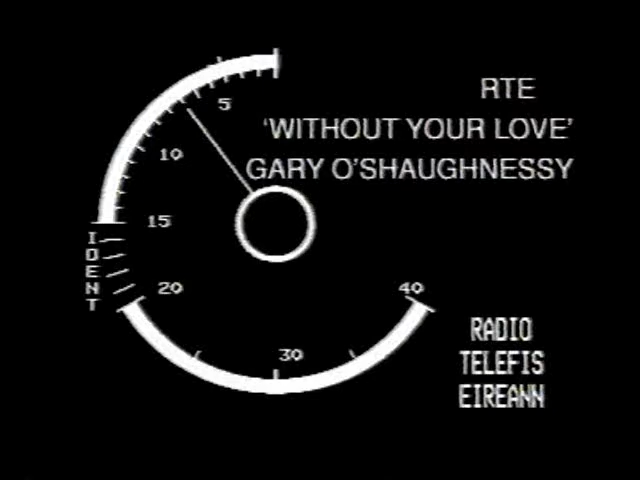 RTE
'WITHOUT YOUR LOVE'
GARY O'SHAUGHNESSY
5
10
15
IDENT
20
30
40
RADIO
TELEFIS
EIREANN